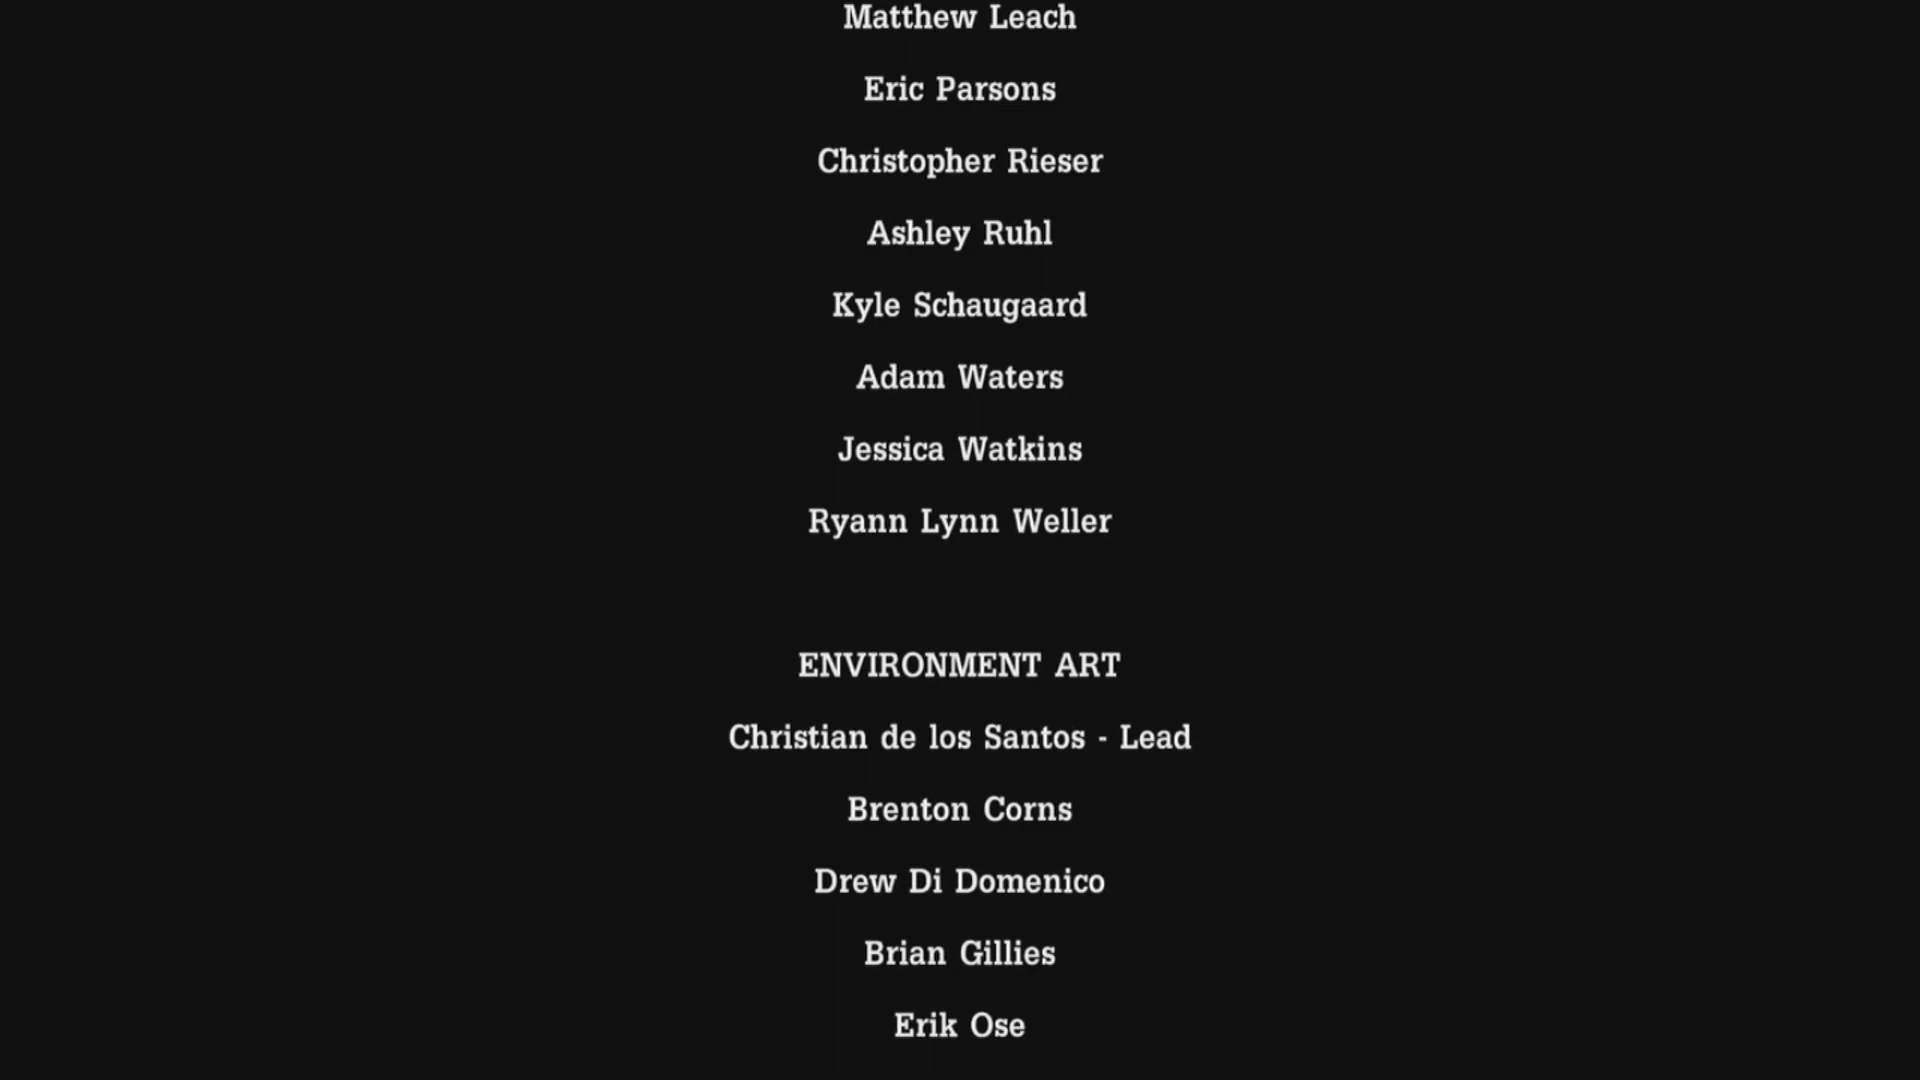 Matthew Leach
Eric Parsons
Christopher Rieser
Ashley Ruhl
Kyle Schaugaard
Adam Waters
Jessica Watkins
Ryann Lynn Weller
ENVIRONMENT ART
Christian de los Santos - Lead
Brenton Corns
Drew Di Domenico
Brian Gillies
Erik Ose